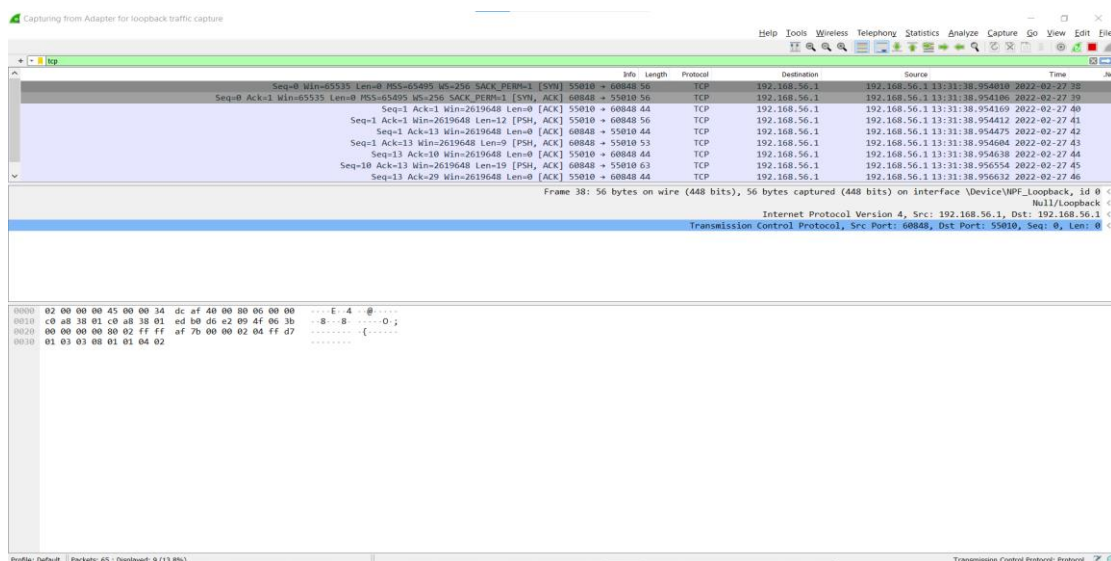 Capturing from Adapter for loopback traffic capture
Help Tools Wireless Telephony Statistics Analyze Capture Go View Edit File
tcp
Info Length Protocol Destination Source Time No.
Seq=0 Win=65535 Len=0 MSS=65495 WS=256 SACK_PERM=1 [SYN] 55010 → 60848 56 TCP 192.168.56.1 192.168.56.1 13:31:38.954010 2022-02-27 38
Seq=0 Ack=1 Win=65535 Len=0 MSS=65495 WS=256 SACK_PERM=1 [SYN, ACK] 60848 → 55010 56 TCP 192.168.56.1 192.168.56.1 13:31:38.954106 2022-02-27 39
Seq=1 Ack=1 Win=2619648 Len=0 [ACK] 55010 → 60848 44 TCP 192.168.56.1 192.168.56.1 13:31:38.954169 2022-02-27 40
Seq=1 Ack=1 Win=2619648 Len=12 [PSH, ACK] 55010 → 60848 56 TCP 192.168.56.1 192.168.56.1 13:31:38.954412 2022-02-27 41
Seq=1 Ack=13 Win=2619648 Len=0 [ACK] 60848 → 55010 44 TCP 192.168.56.1 192.168.56.1 13:31:38.954475 2022-02-27 42
Seq=1 Ack=13 Win=2619648 Len=9 [PSH, ACK] 60848 → 55010 53 TCP 192.168.56.1 192.168.56.1 13:31:38.954604 2022-02-27 43
Seq=13 Ack=10 Win=2619648 Len=0 [ACK] 55010 → 60848 44 TCP 192.168.56.1 192.168.56.1 13:31:38.954638 2022-02-27 44
Seq=10 Ack=13 Win=2619648 Len=19 [PSH, ACK] 60848 → 55010 63 TCP 192.168.56.1 192.168.56.1 13:31:38.956554 2022-02-27 45
Seq=13 Ack=29 Win=2619648 Len=0 [ACK] 55010 → 60848 44 TCP 192.168.56.1 192.168.56.1 13:31:38.956632 2022-02-27 46
Frame 38: 56 bytes on wire (448 bits), 56 bytes captured (448 bits) on interface \Device\NPF_Loopback, id 0
Null/Loopback
Internet Protocol Version 4, Src: 192.168.56.1, Dst: 192.168.56.1
Transmission Control Protocol, Src Port: 60848, Dst Port: 55010, Seq: 0, Len: 0
0000 02 00 00 00 45 00 00 34 dc af 40 00 80 06 00 00 ····E··4 ··@·····
0010 c0 a8 38 01 c0 a8 38 01 ed b0 d6 e2 09 4f 06 3b ··8···8· ·····O·;
0020 00 00 00 00 80 02 ff ff af 7b 00 00 02 04 ff d7 ········ ·{······
0030 01 03 03 08 01 01 04 02 ········
Profile: Default Packets: 65 · Displayed: 9 (13.8%) Transmission Control Protocol: Protocol